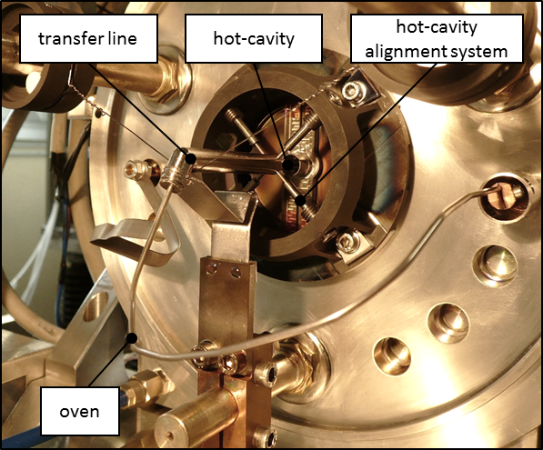 transfer line
hot-cavity
hot-cavity
alignment system
oven